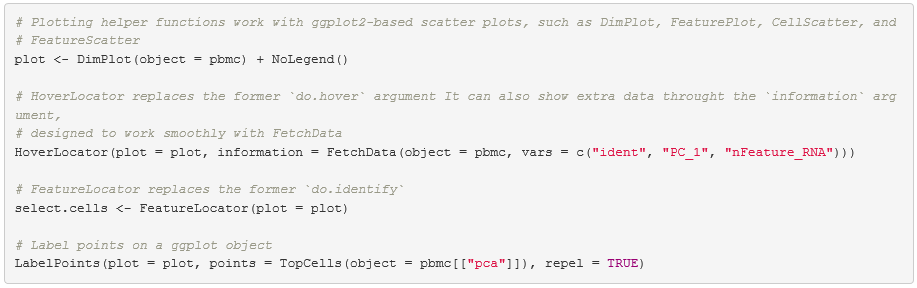 # Plotting helper functions work with ggplot2-based scatter plots, such as DimPlot, FeaturePlot, CellScatter, and
# FeatureScatter
plot <- DimPlot(object = pbmc) + NoLegend()
# HoverLocator replaces the former `do.hover` argument It can also show extra data throught the `information` arg
ument,
# designed to work smoothly with FetchData
HoverLocator(plot = plot, information = FetchData(object = pbmc, vars = c("ident", "PC_1", "nFeature_RNA")))
# FeatureLocator replaces the former `do.identify`
select.cells <- FeatureLocator(plot = plot)
# Label points on a ggplot object
LabelPoints(plot = plot, points = TopCells(object = pbmc[["pca"]]), repel = TRUE)